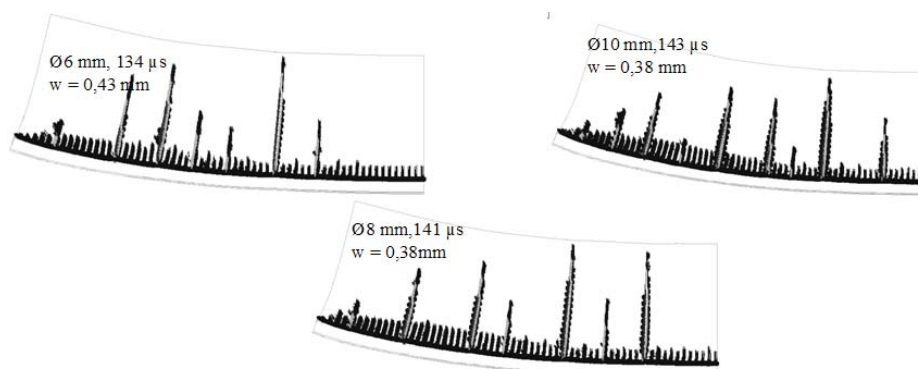 Ø6 mm, 134 µs
w = 0,43 mm
Ø10 mm,143 µs
w = 0,38 mm
Ø8 mm,141 µs
w = 0,38mm